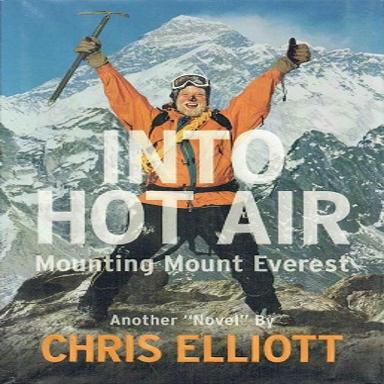 INTO
HOT AIR
Mounting Mount Everest
Another "Novel" By
CHRIS ELLIOTT